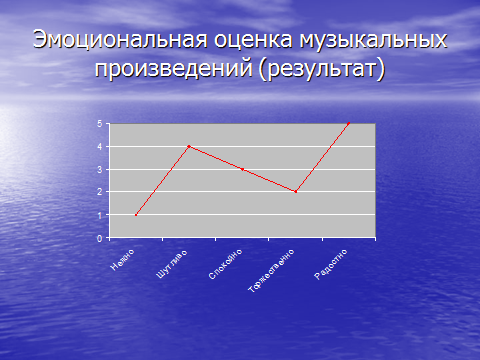 Эмоциональная оценка музыкальных
произведений (результат)
5
4
3
2
1
0
Нежно
Шутливо
Спокойно
Торжественно
Радостно